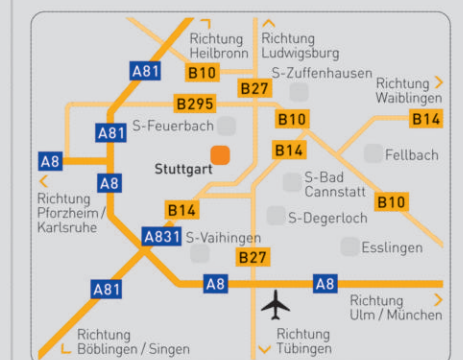 Richtung
Heilbronn
Richtung
Ludwigsburg
A81
B10
S-Zuffenhausen
B27
Richtung
Waiblingen
B295
A81
S-Feuerbach
B10
B14
B14
A8
Stuttgart
Fellbach
A8
S-Bad
Cannstatt
Richtung
Pforzheim /
Karlsruhe
B14
B10
S-Degerloch
A831
S-Vaihingen
Esslingen
B27
A81
A8
A8
Richtung
Ulm / München
Richtung
Böblingen / Singen
Richtung
Tübingen